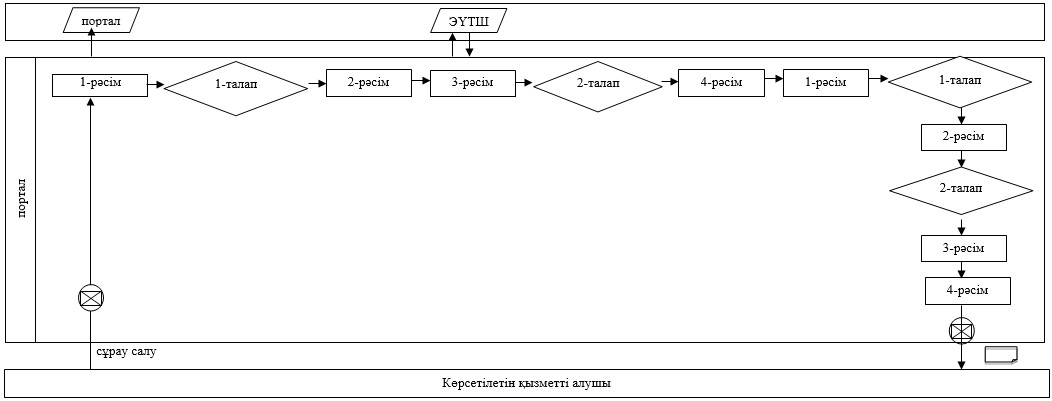 портал
ЭҮТШ
1-рәсім
1-талап
2-рәсім
3-рәсім
2-талап
4-рәсім
1-рәсім
1-талап
2-рәсім
2-талап
3-рәсім
4-рәсім
портал
сұрау салу
Көрсетілетін қызметті алушы